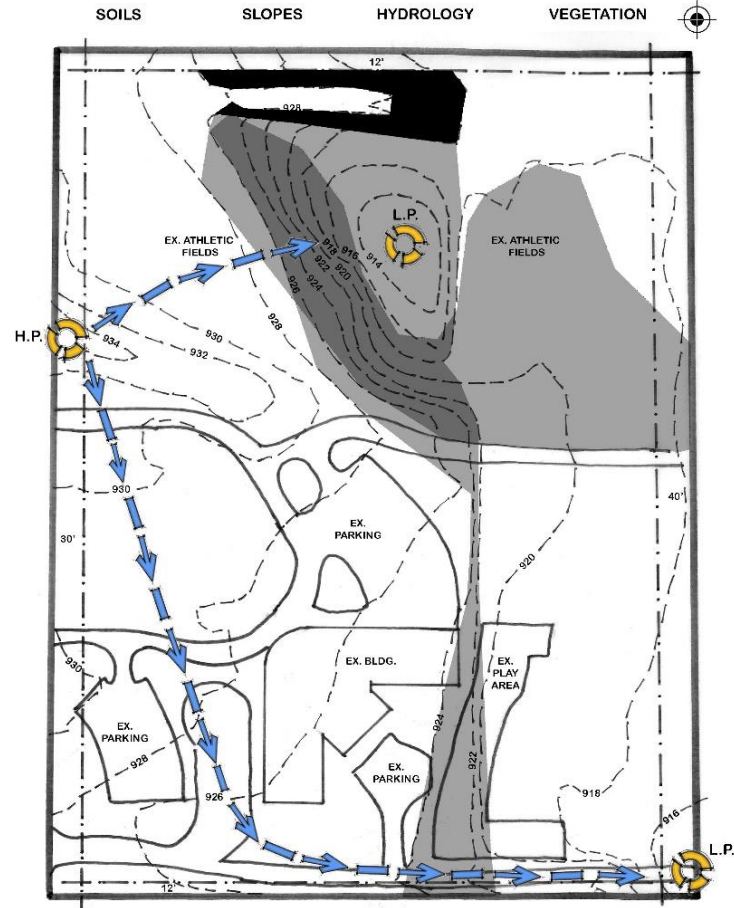 SOILS SLOPES HYDROLOGY VEGETATION
12'
928
L.P.
EX. ATHLETIC
FIELDS
EX. ATHLETIC
FIELDS
918
916
914
922
920
924
926
928
H.P.
930
934
932
930
40'
EX.
PARKING
30'
920
930
EX. BLDG.
EX.
PLAY
AREA
EX.
PARKING
924
928
922
EX.
PARKING
926
918
916
L.P.
12'